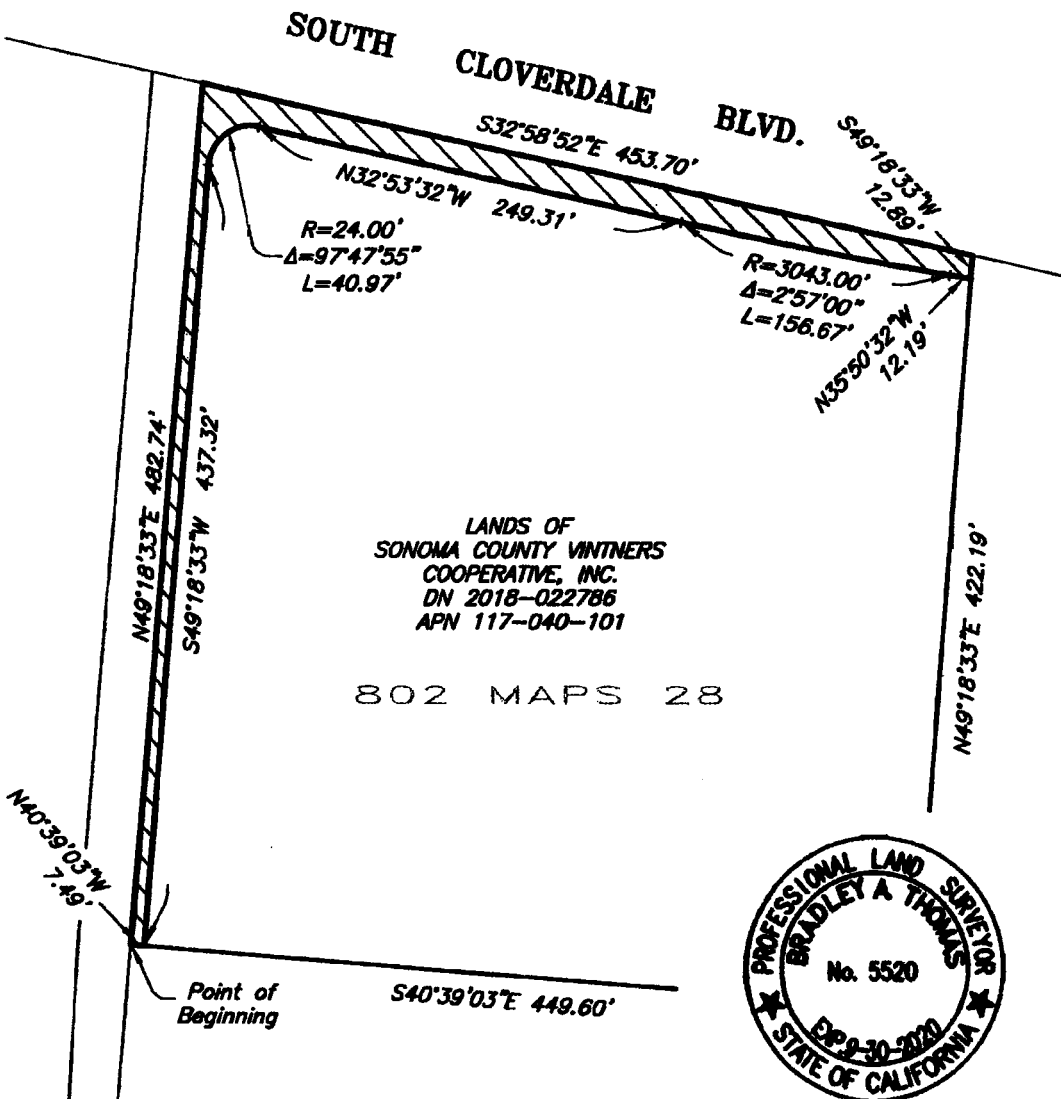 SOUTH CLOVERDALE BLVD.
S32°58'52"E 453.70'
S49°18'33"W
12.89'
N32°53'32"W 249.31'
R=24.00'
Δ=97°47'55"
L=40.97'
R=3043.00'
Δ=2°57'00"
L=156.67'
N35°50'32"W
12.19'
N49°18'33"E 482.74'
S49°18'33"W 437.32'
LANDS OF
SONOMA COUNTY VINTNERS
COOPERATIVE, INC.
DN 2018-022786
APN 117-040-101
802 MAPS 28
N49°18'33"E 422.19'
N40°39'03"W
7.49'
Point of
Beginning
S40°39'03"E 449.60'
PROFESSIONAL LAND SURVEYOR
BRADLEY A. THOMAS
No. 5520
EXP.9-30-2020
STATE OF CALIFORNIA